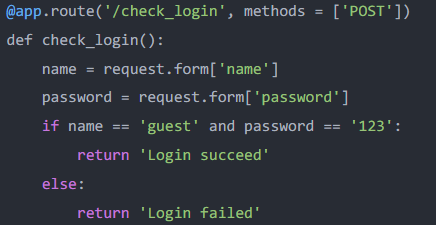 @app.route('/check_login', methods = ['POST'])
def check_login():
    name = request.form['name']
    password = request.form['password']
    if name == 'guest' and password == '123':
        return 'Login succeed'
    else:
        return 'Login failed'